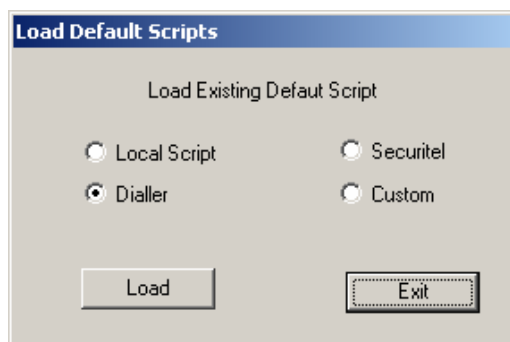 Load Default Scripts
Load Existing Defaut Script
Local Script
Securitel
Dialler
Custom
Load
Exit